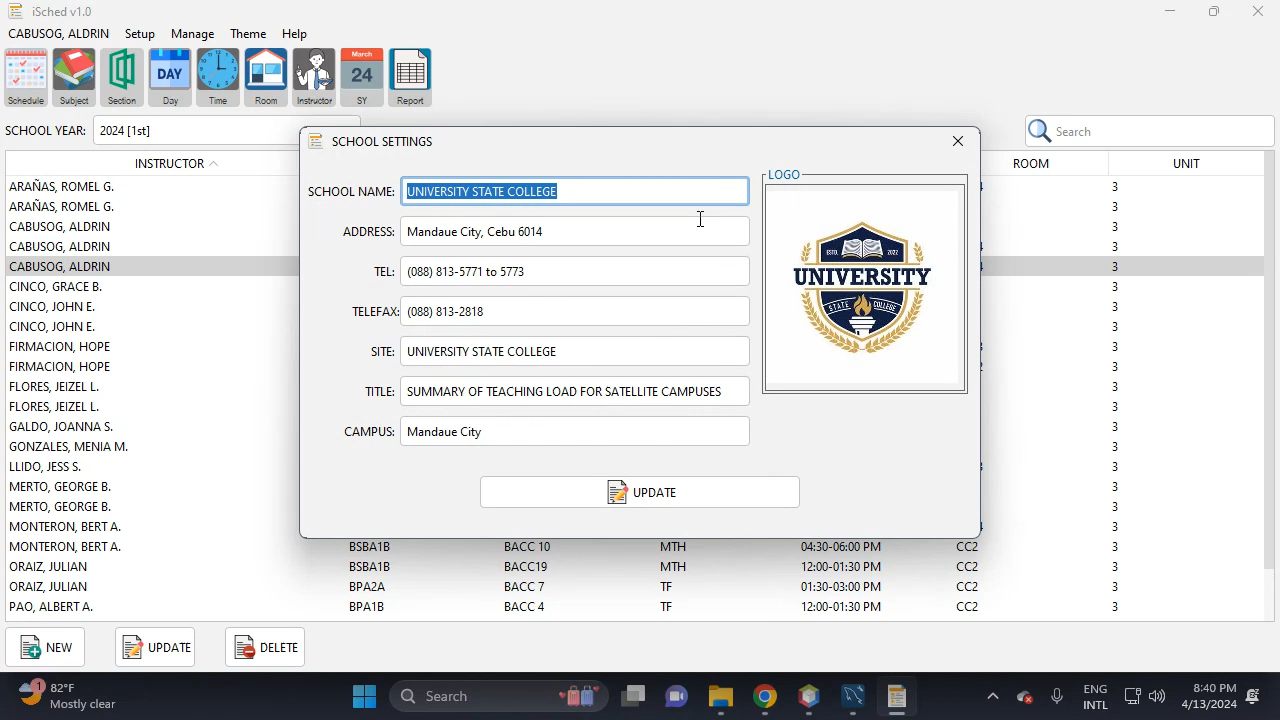 iSched v1.0
CABUSOG, ALDRIN Setup Manage Theme Help
March
DAY 24
Schedule Subject Section Day Time Room Instructor SY Report
SCHOOL YEAR: 2024 [1st] Search
SCHOOL SETTINGS
INSTRUCTOR ROOM UNIT
ARAÑAS, ROMEL G. 3
ARAÑAS, ROMEL G. 3
CABUSOG, ALDRIN 3
CABUSOG, ALDRIN 3
CABUSOG, ALDRIN 3
CINCO, GRACE B. 3
CINCO, JOHN E. 3
CINCO, JOHN E. 3
FIRMACION, HOPE 3
FIRMACION, HOPE 3
FLORES, JEIZEL L. 3
FLORES, JEIZEL L. 3
GALDO, JOANNA S. 3
GONZALES, MENIA M. 3
LLIDO, JESS S. 3
MERTO, GEORGE B. 3
MERTO, GEORGE B. 3
MONTERON, BERT A. 3
MONTERON, BERT A. BSBA1B BACC 10 MTH 04:30-06:00 PM CC2 3
ORAIZ, JULIAN BSBA1B BACC19 MTH 12:00-01:30 PM CC2 3
ORAIZ, JULIAN BPA2A BACC 7 TF 01:30-03:00 PM CC2 3
PAO, ALBERT A. BPA1B BACC 4 TF 12:00-01:30 PM CC2 3
SCHOOL NAME: UNIVERSITY STATE COLLEGE
ADDRESS: Mandaue City, Cebu 6014
TEL: (088) 813-5771 to 5773
TELEFAX: (088) 813-2818
SITE: UNIVERSITY STATE COLLEGE
TITLE: SUMMARY OF TEACHING LOAD FOR SATELLITE CAMPUSES
CAMPUS: Mandaue City
LOGO
ESTD. 2022
UNIVERSITY
STATE COLLEGE
UPDATE
NEW UPDATE DELETE
1
82°F
Mostly clear
Search
ENG
INTL
8:40 PM
4/13/2024